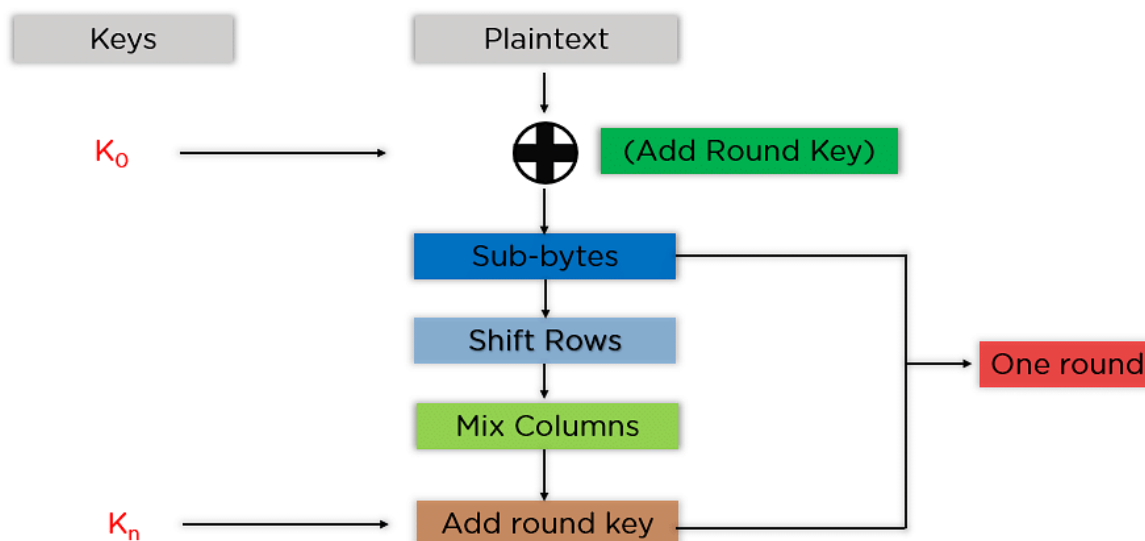 Keys
Plaintext
K₀
(Add Round Key)
Sub-bytes
Shift Rows
One round
Mix Columns
Kₙ
Add round key